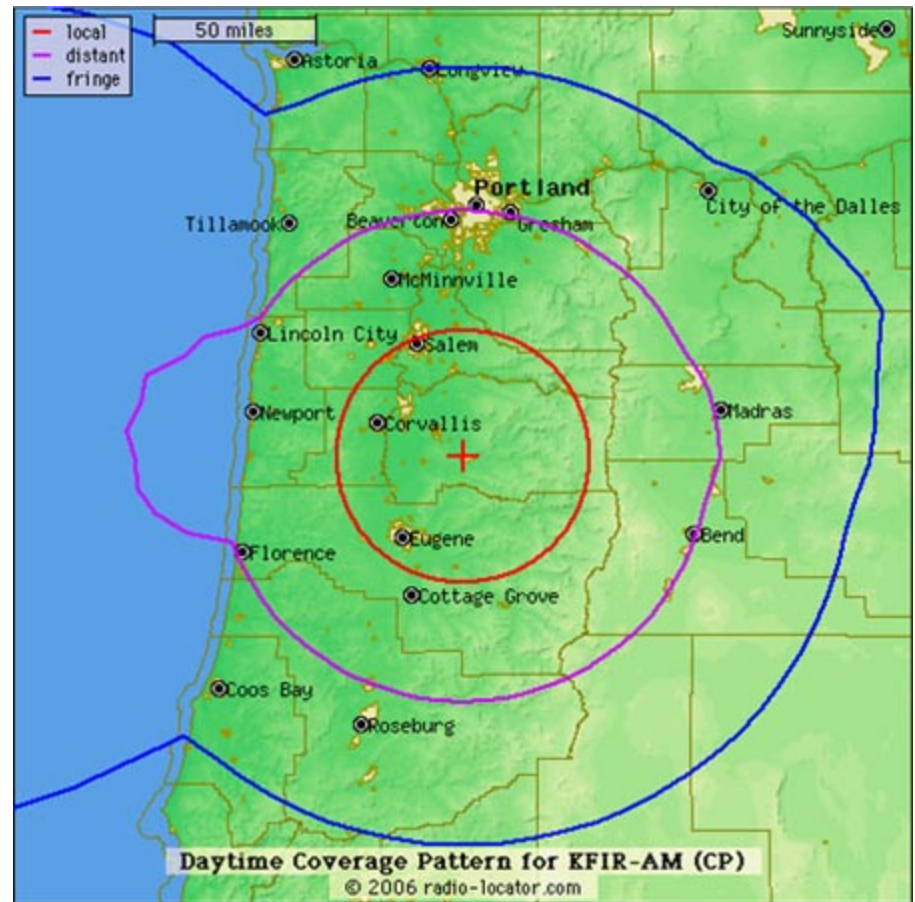 local
50 miles
distant
fringe
Sunnyside
Astoria
Longview
Portland
City of the Dalles
Tillamook
Beaverton
Gresham
McMinnville
Lincoln City
Salem
Newport
Corvallis
Madras
Eugene
Bend
Florence
Cottage Grove
Coos Bay
Roseburg
Daytime Coverage Pattern for KFIR-AM (CP)
© 2006 radio-locator.com